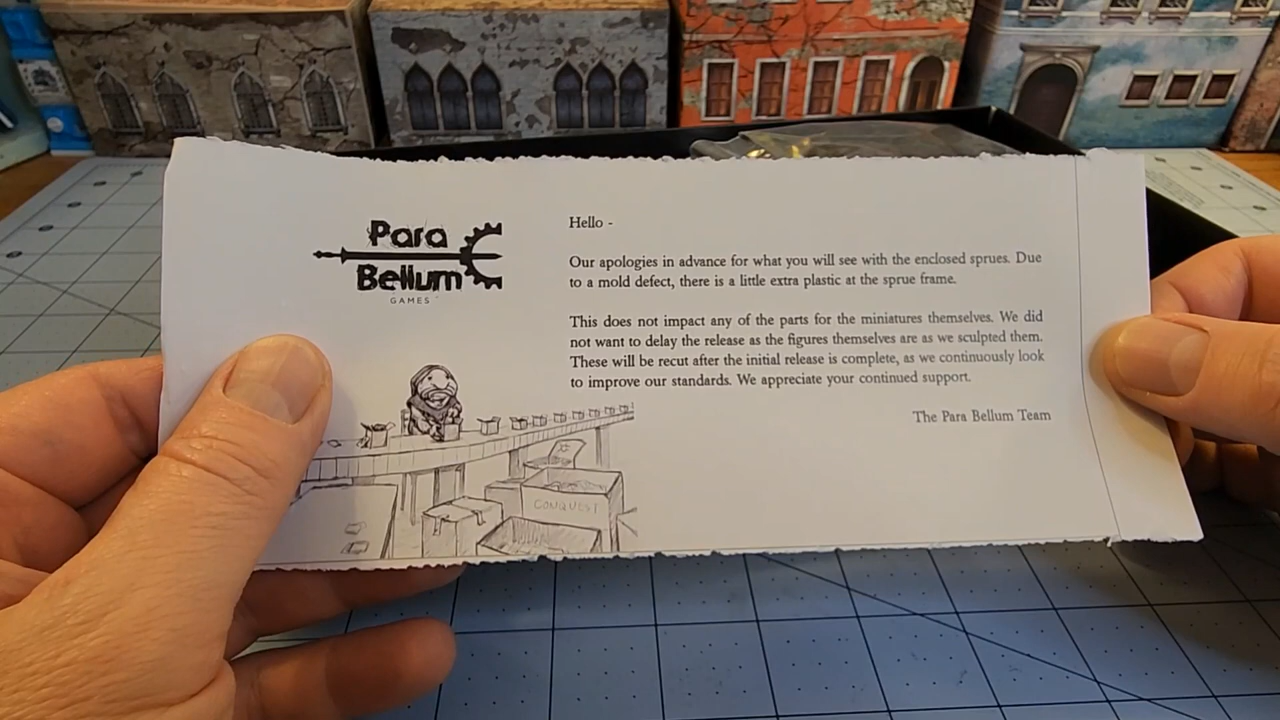 Para
Bellum
GAMES
Hello -
Our apologies in advance for what you will see with the enclosed sprues. Due
to a mold defect, there is a little extra plastic at the sprue frame.
This does not impact any of the parts for the miniatures themselves. We did
not want to delay the release as the figures themselves are as we sculpted them.
These will be recut after the initial release is complete, as we continuously look
to improve our standards. We appreciate your continued support.
The Para Bellum Team
CONQUEST